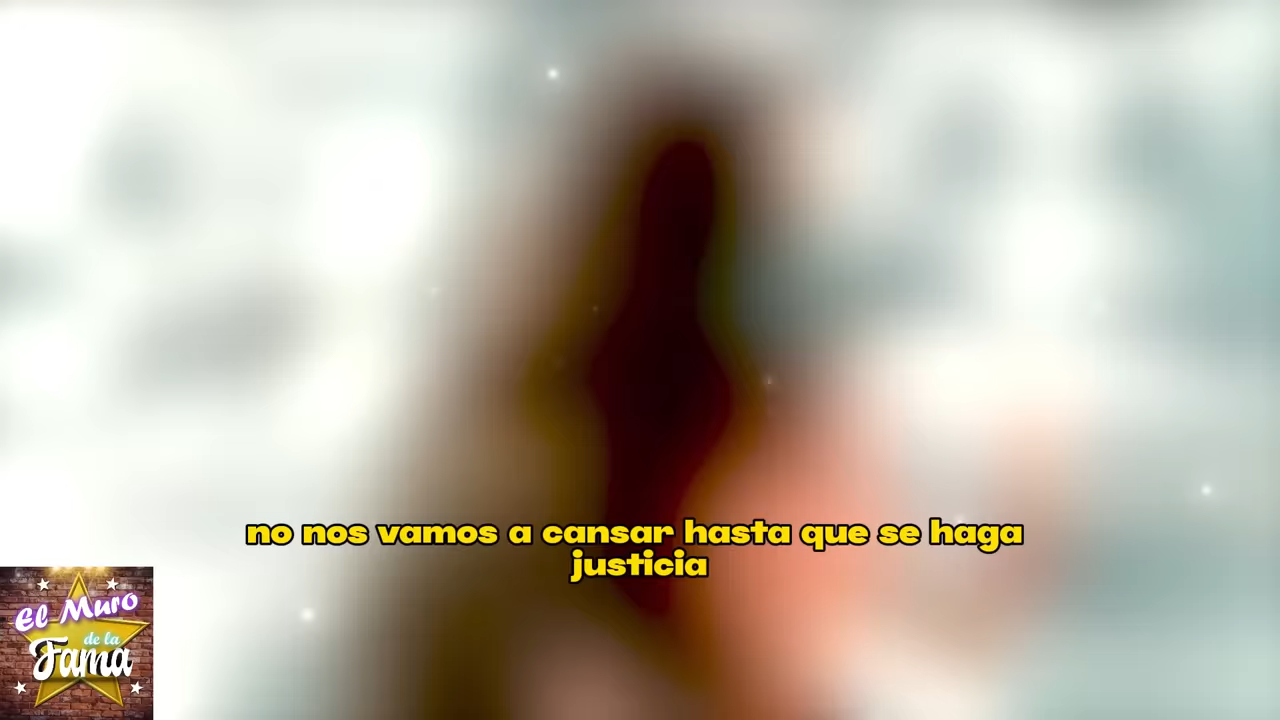 no nos vamos a cansar hasta que se haga
justicia
El Muro
de la
Fama